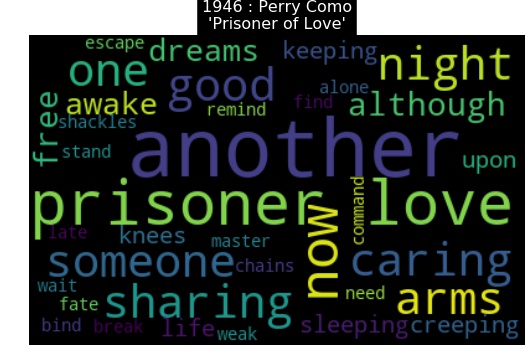 1946 : Perry Como
'Prisoner of Love'
escape
dreams
keeping
night
one
good
alone
awake
remind
find
although
free
shackles
another
stand
upon
prisoner
love
command
late
knees
master
now
someone
chains
caring
wait
need
arms
fate
sharing
bind
break
life
weak
sleeping
creeping